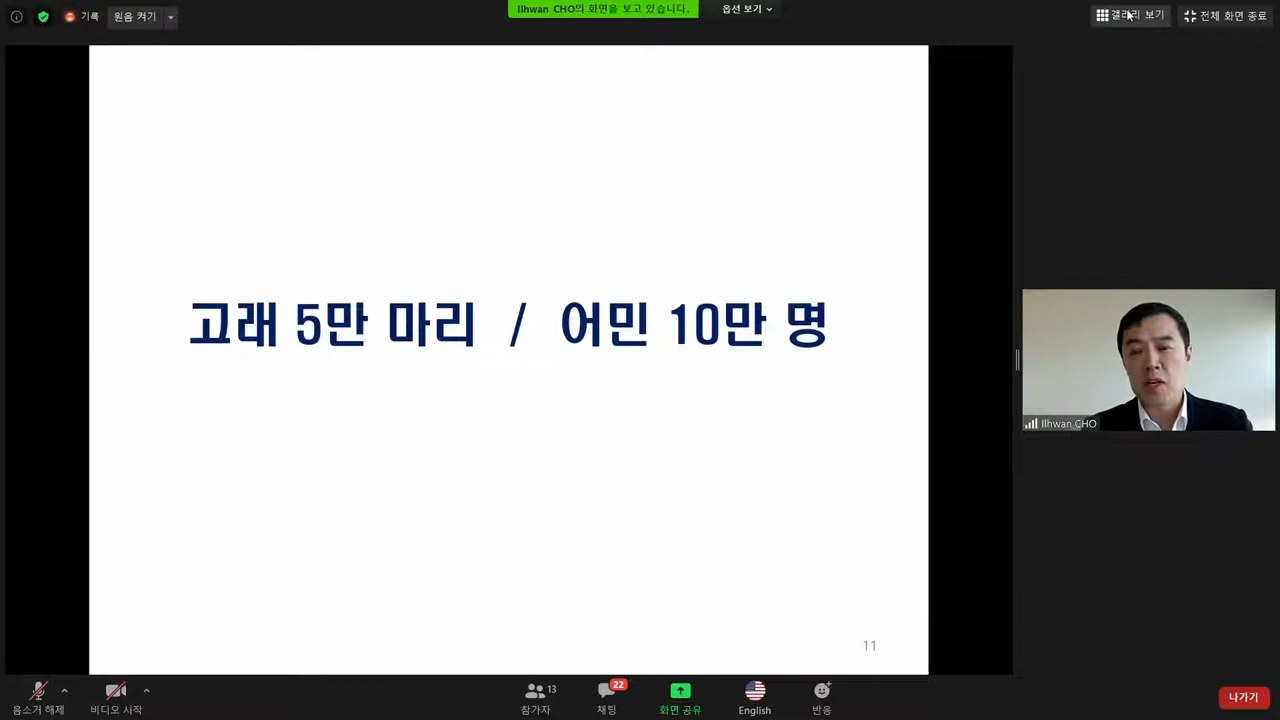 기록
원음 켜기
Ilhwan CHO의 화면을 보고 있습니다.
옵션 보기
갤러리 보기
전체 화면 종료
고래 5만 마리 / 어민 10만 명
11
Ilhwan CHO
음소거 해제
비디오 시작
13
참가자
22
채팅
화면 공유
English
반응
나가기